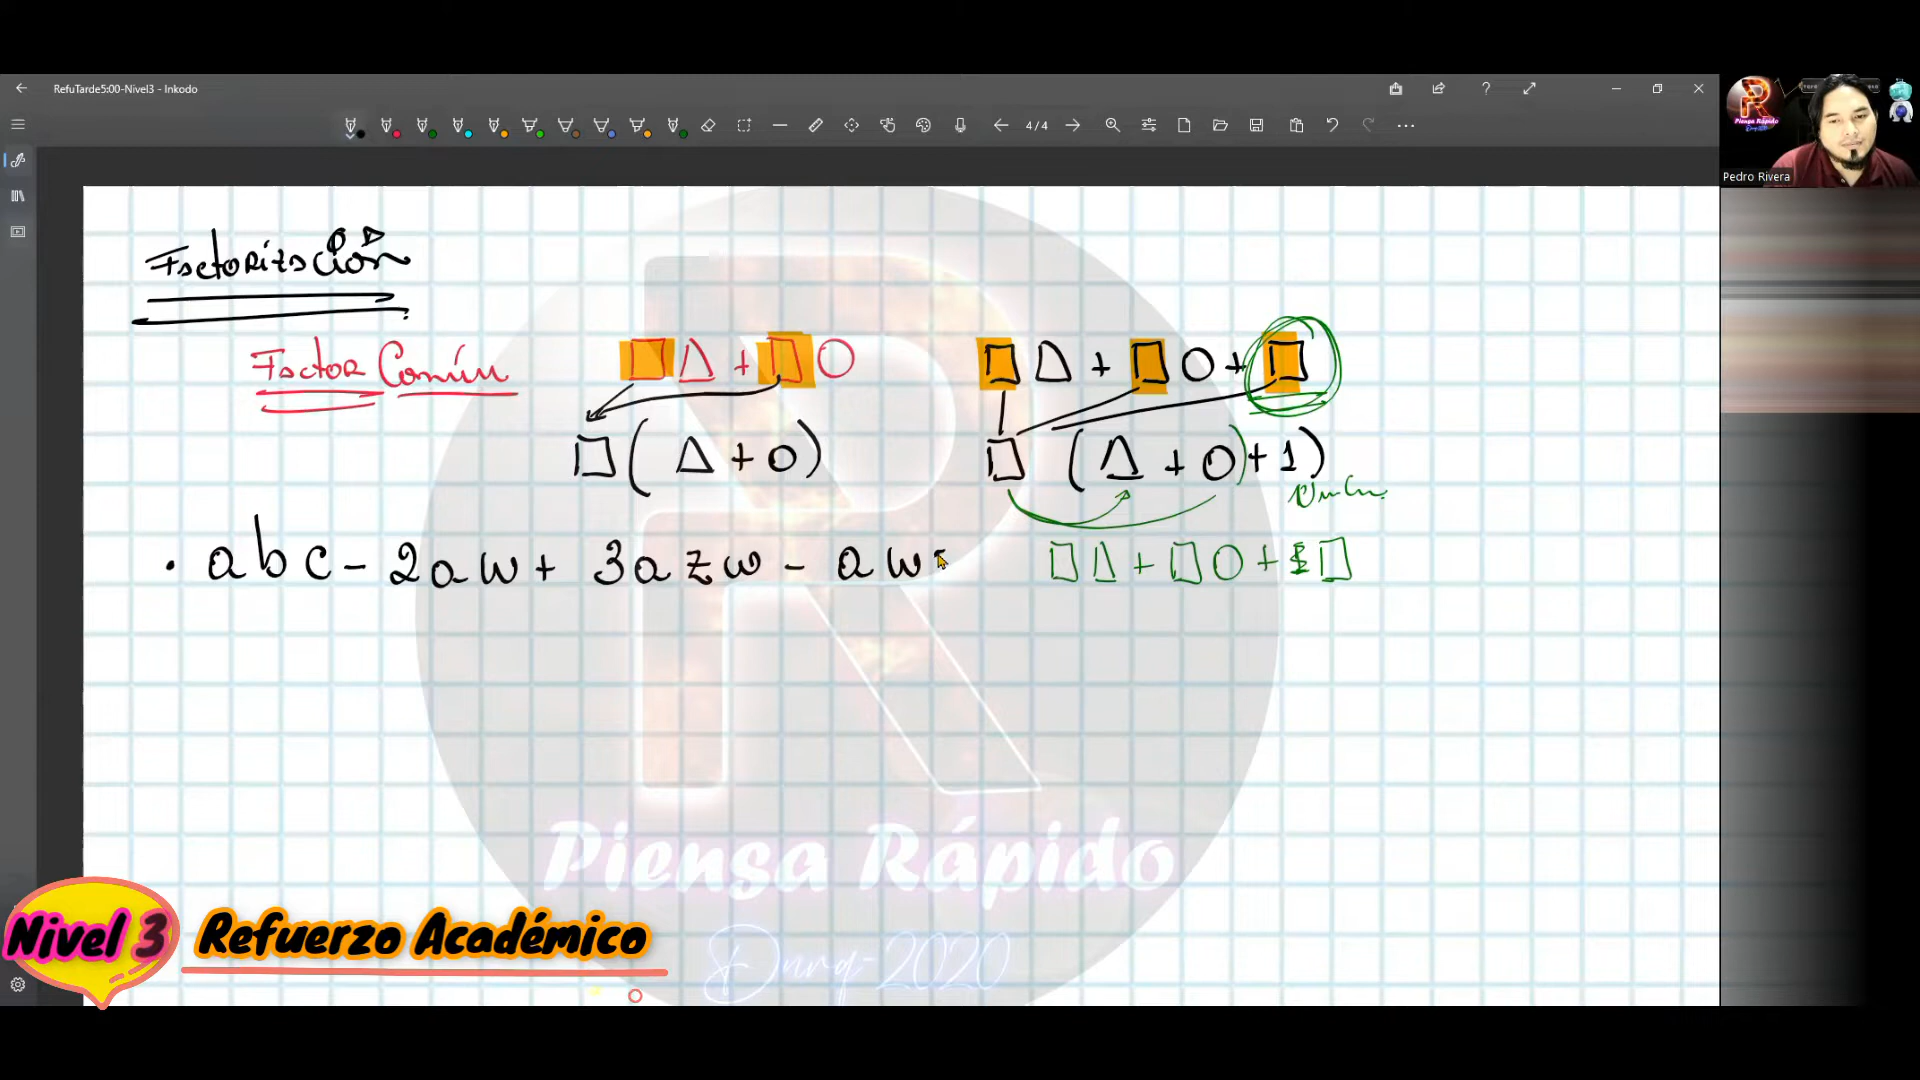 RefuTarde5:00-Nivel3 - Inkodo
4/4
Pedro Rivera
Factorización
Factor Común
□△ + □○
□△ + □○ + □
□(△ + ○)
□(△ + ○) + 1)
· abc - 2aw + 3azw - aw
□△ + □○ + 1□
Piensa Rápido
2020
Nivel 3
Refuerzo Académico